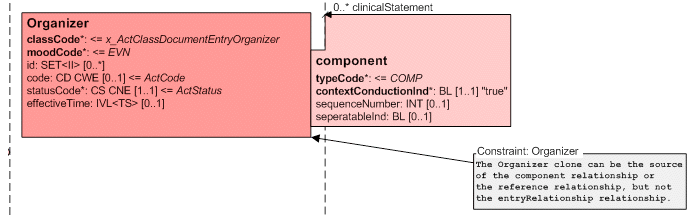 0..* clinicalStatement
Organizer
classCode*: <= x_ActClassDocumentEntryOrganizer
moodCode*: <= EVN
id: SET<II> [0..*]
code: CD CWE [0..1] <= ActCode
statusCode*: CS CNE [1..1] <= ActStatus
effectiveTime: IVL<TS> [0..1]
component
typeCode*: <= COMP
contextConductionInd*: BL [1..1] "true"
sequenceNumber: INT [0..1]
seperatableInd: BL [0..1]
Constraint: Organizer
The Organizer clone can be the source
of the component relationship or
the reference relationship, but not
the entryRelationship relationship.